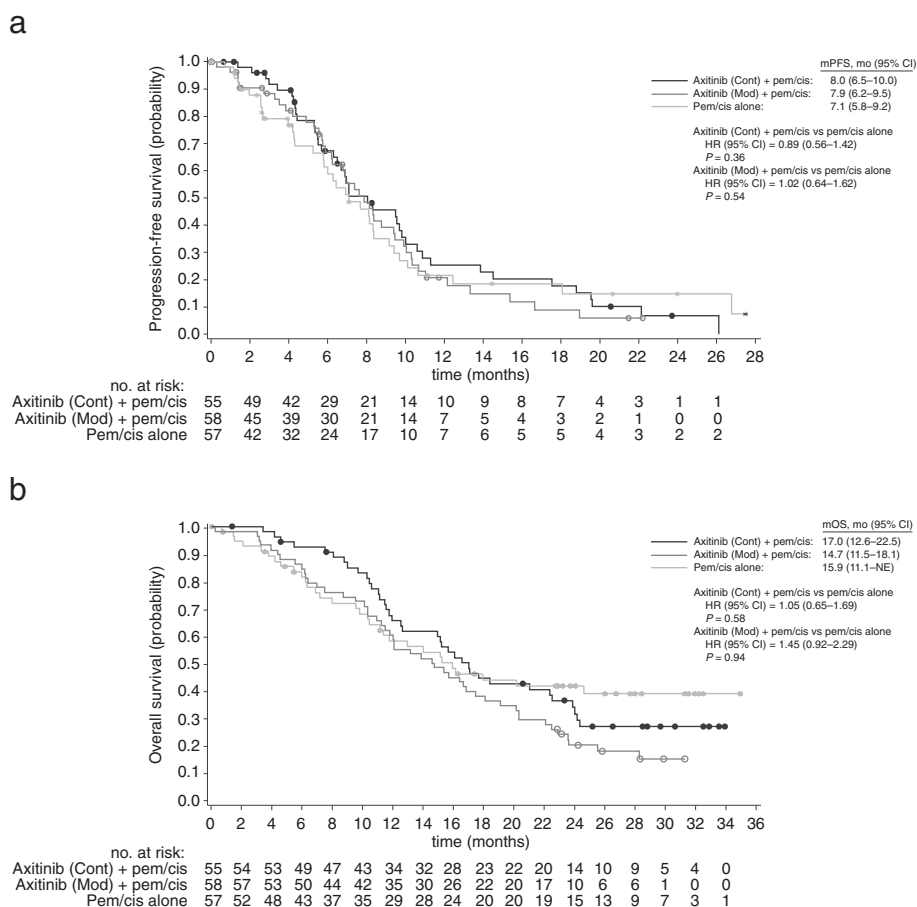 a
mPFS, mo (95% CI)
Axitinib (Cont) + pem/cis: 8.0 (6.5–10.0)
Axitinib (Mod) + pem/cis: 7.9 (6.2–9.5)
Pem/cis alone: 7.1 (5.8–9.2)
Axitinib (Cont) + pem/cis vs pem/cis alone
HR (95% CI) = 0.89 (0.56–1.42)
P = 0.36
Axitinib (Mod) + pem/cis vs pem/cis alone
HR (95% CI) = 1.02 (0.64–1.62)
P = 0.54
Progression-free survival (probability)
1.0
0.9
0.8
0.7
0.6
0.5
0.4
0.3
0.2
0.1
0.0
0 2 4 6 8 10 12 14 16 18 20 22 24 26 28
time (months)
no. at risk:
Axitinib (Cont) + pem/cis 55 49 42 29 21 14 10 9 8 7 4 3 1 1
Axitinib (Mod) + pem/cis 58 45 39 30 21 14 7 5 4 3 2 1 0 0
Pem/cis alone 57 42 32 24 17 10 7 6 5 5 4 3 2 2
b
mOS, mo (95% CI)
Axitinib (Cont) + pem/cis: 17.0 (12.6–22.5)
Axitinib (Mod) + pem/cis: 14.7 (11.5–18.1)
Pem/cis alone: 15.9 (11.1–NE)
Axitinib (Cont) + pem/cis vs pem/cis alone
HR (95% CI) = 1.05 (0.65–1.69)
P = 0.58
Axitinib (Mod) + pem/cis vs pem/cis alone
HR (95% CI) = 1.45 (0.92–2.29)
P = 0.94
Overall survival (probability)
1.0
0.9
0.8
0.7
0.6
0.5
0.4
0.3
0.2
0.1
0.0
0 2 4 6 8 10 12 14 16 18 20 22 24 26 28 30 32 34 36
time (months)
no. at risk:
Axitinib (Cont) + pem/cis 55 54 53 49 47 43 34 32 28 23 22 20 14 10 9 5 4 0
Axitinib (Mod) + pem/cis 58 57 53 50 44 42 35 30 26 22 20 17 10 6 6 1 0 0
Pem/cis alone 57 52 48 43 37 35 29 28 24 20 20 19 15 13 9 7 3 1